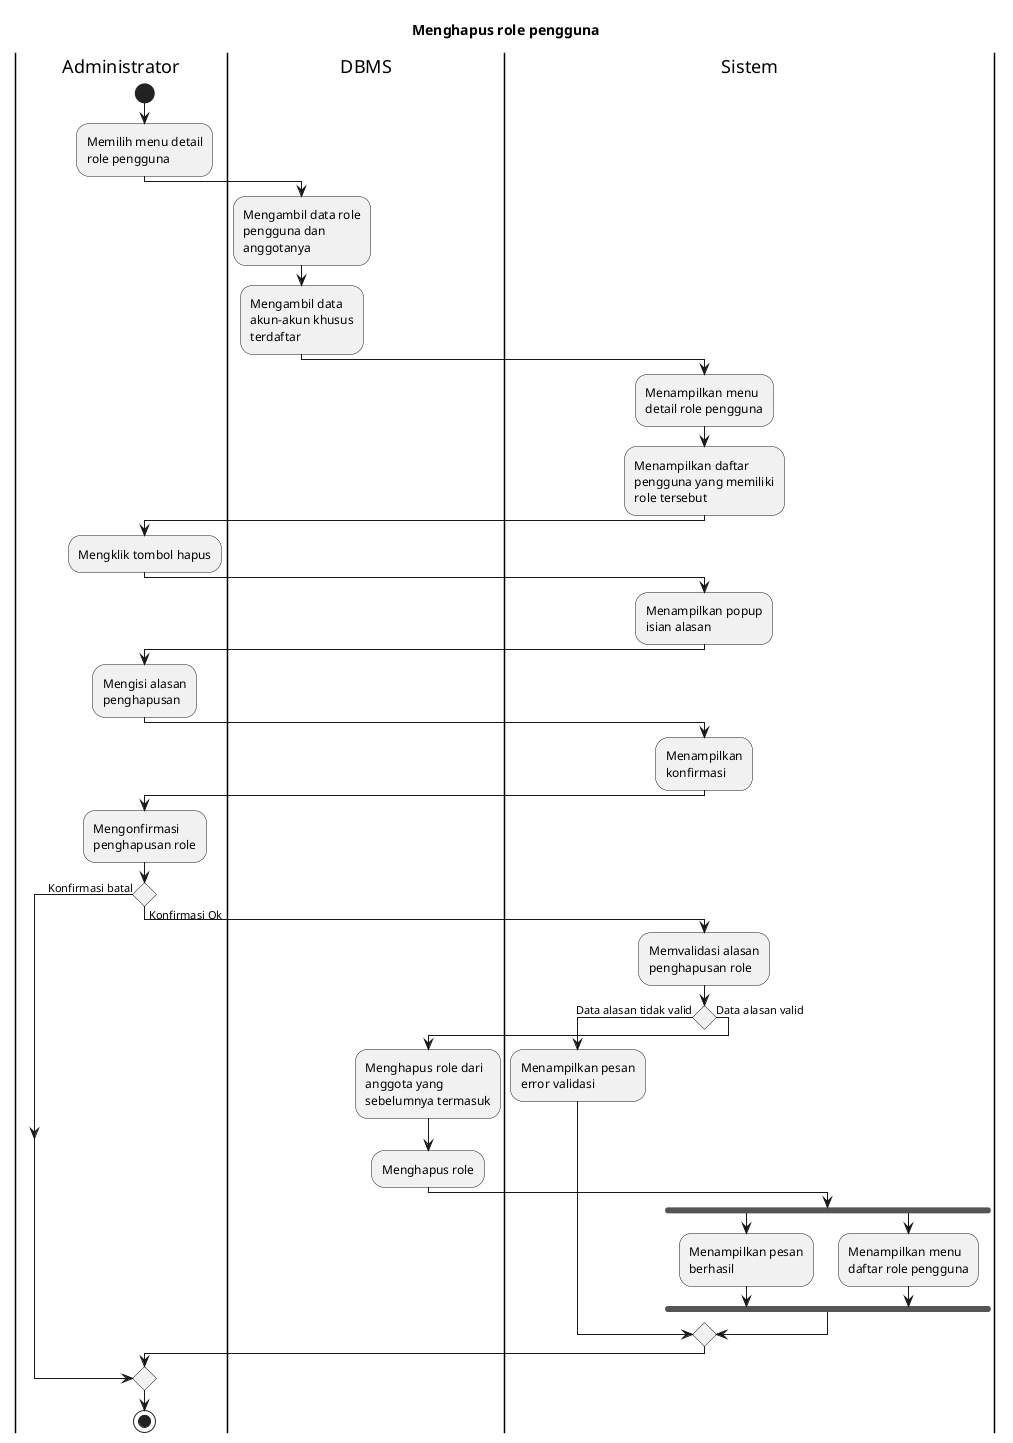 Menghapus role pengguna
Administrator
DBMS
Sistem
Memilih menu detail
role pengguna
Mengambil data role
pengguna dan
anggotanya
Mengambil data
akun-akun khusus
terdaftar
Menampilkan menu
detail role pengguna
Menampilkan daftar
pengguna yang memiliki
role tersebut
Mengklik tombol hapus
Menampilkan popup
isian alasan
Mengisi alasan
penghapusan
Menampilkan
konfirmasi
Mengonfirmasi
penghapusan role
Konfirmasi batal
Konfirmasi Ok
Memvalidasi alasan
penghapusan role
Data alasan tidak valid
Data alasan valid
Menghapus role dari
anggota yang
sebelumnya termasuk
Menampilkan pesan
error validasi
Menghapus role
Menampilkan pesan
berhasil
Menampilkan menu
daftar role pengguna